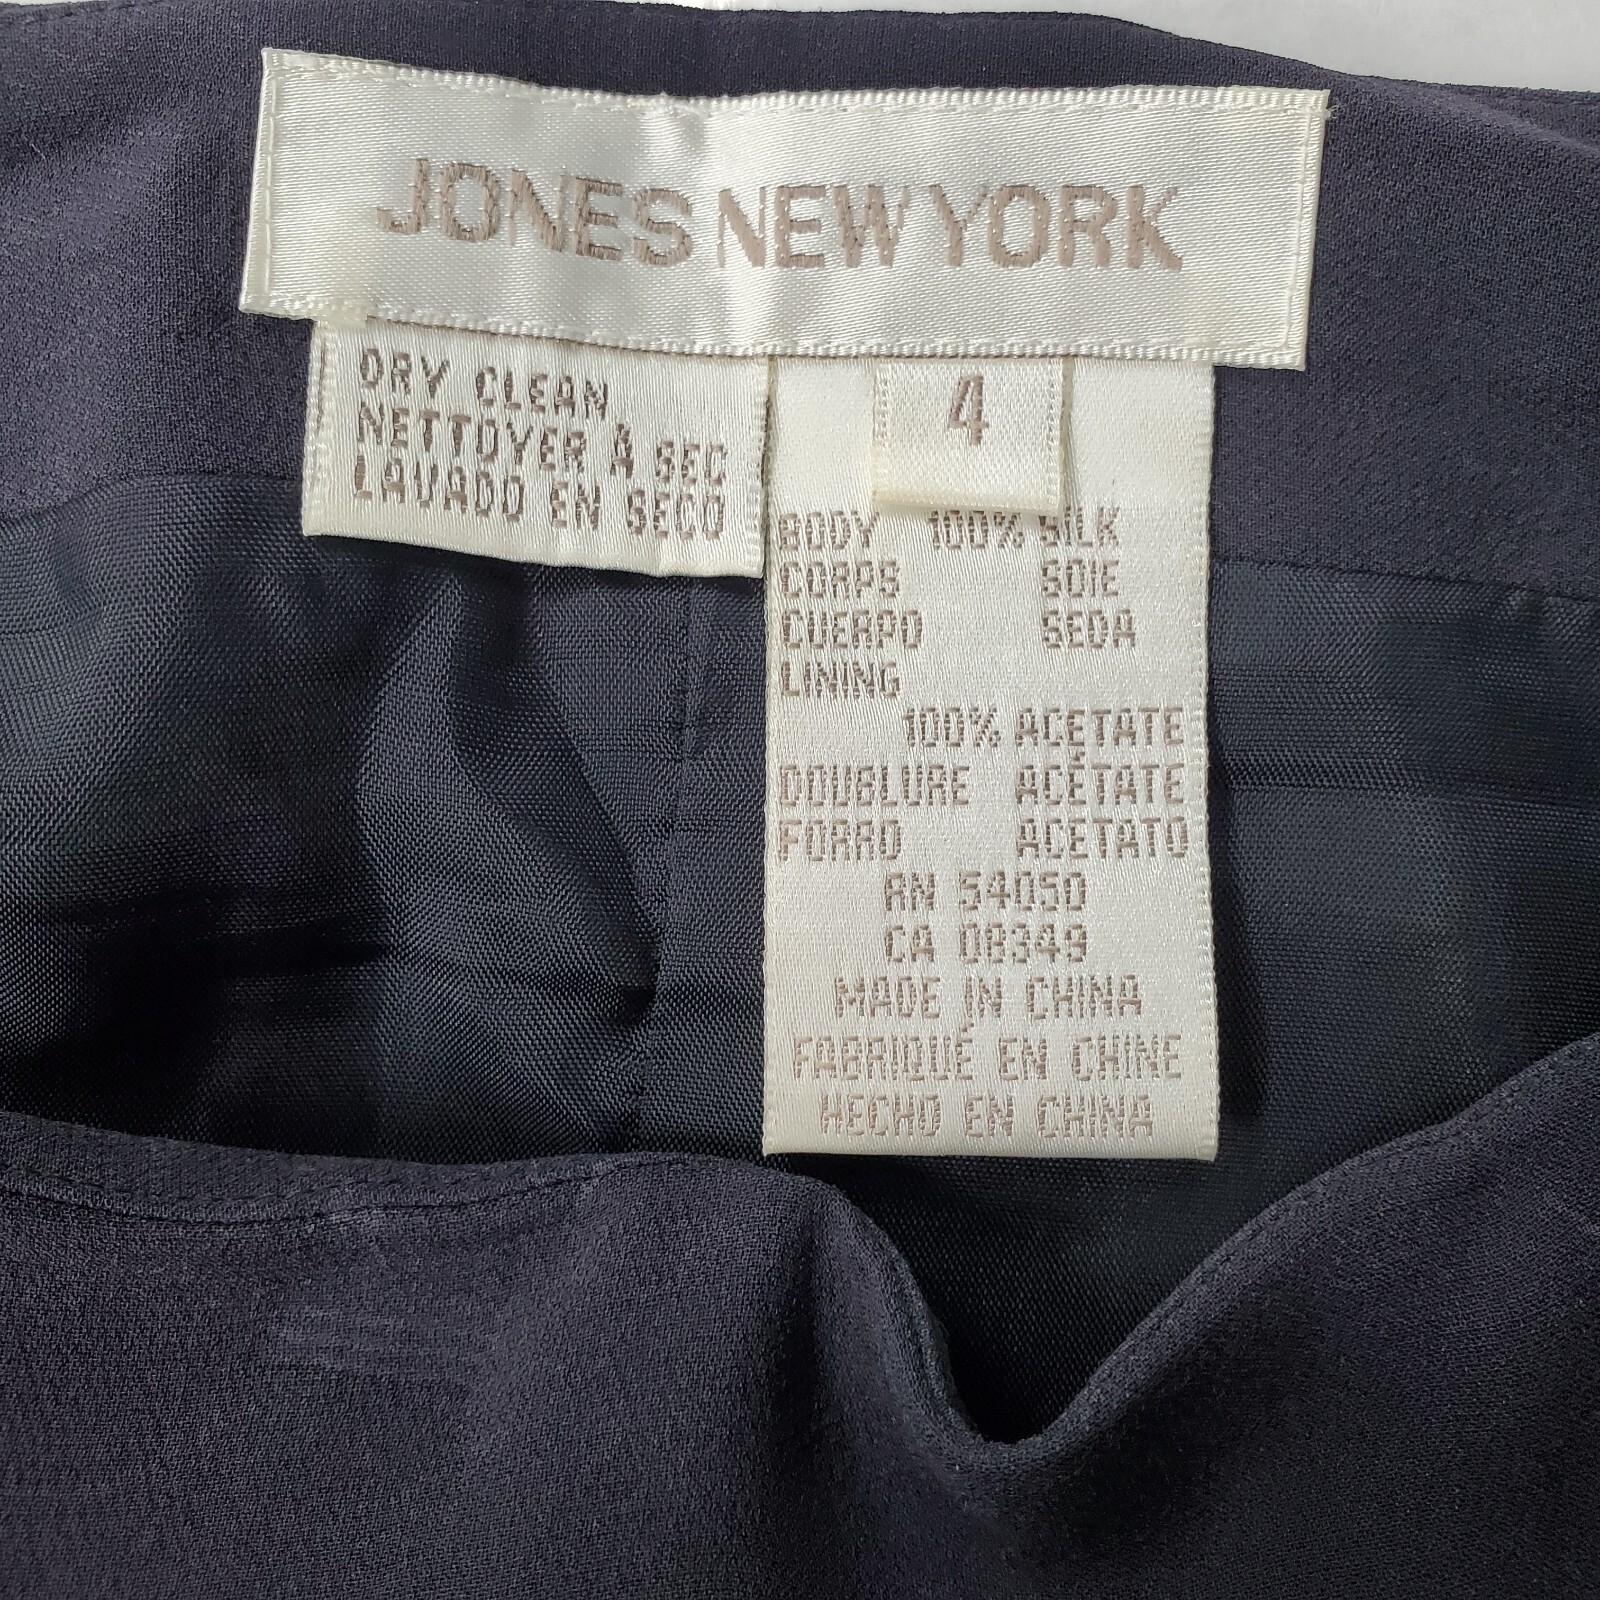 JONES NEW YORK
DRY CLEAN
NETTOYER À SEC
LAVADO EN SECO
4
BODY 100% SILK
CORPS SOIE
CUERPO SEDA
LINING
100% ACETATE
DOUBLURE ACÉTATE
FORRO ACETATO
RN 54050
CA 08349
MADE IN CHINA
FABRIQUÉ EN CHINE
HECHO EN CHINA